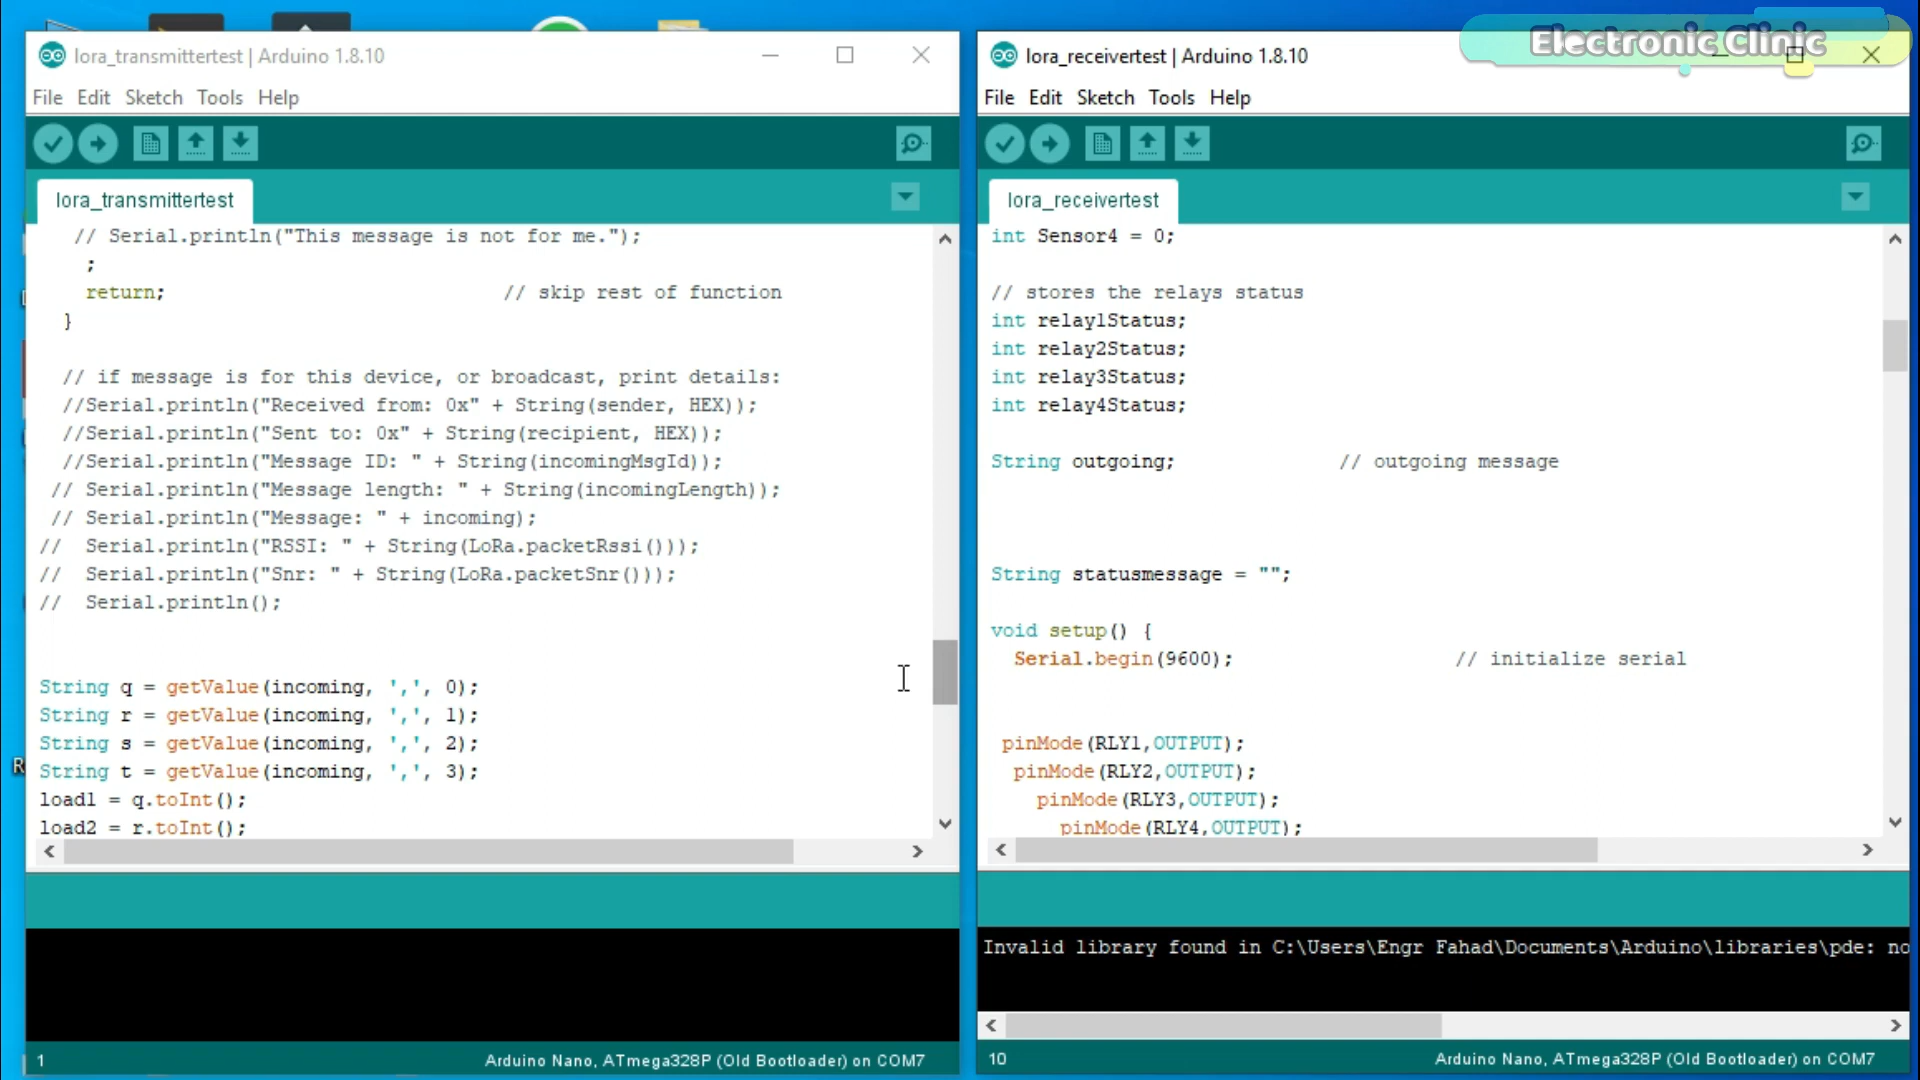 lora_transmittertest | Arduino 1.8.10
File Edit Sketch Tools Help
lora_transmittertest
// Serial.println("This message is not for me.");
;
return; // skip rest of function
}
// if message is for this device, or broadcast, print details:
//Serial.println("Received from: 0x" + String(sender, HEX));
//Serial.println("Sent to: 0x" + String(recipient, HEX));
//Serial.println("Message ID: " + String(incomingMsgId));
// Serial.println("Message length: " + String(incomingLength));
// Serial.println("Message: " + incoming);
// Serial.println("RSSI: " + String(LoRa.packetRssi()));
// Serial.println("Snr: " + String(LoRa.packetSnr()));
// Serial.println();
String q = getValue(incoming, ',', 0);
String r = getValue(incoming, ',', 1);
String s = getValue(incoming, ',', 2);
String t = getValue(incoming, ',', 3);
load1 = q.toInt();
load2 = r.toInt();
1 Arduino Nano, ATmega328P (Old Bootloader) on COM7
Electronic Clinic
lora_receivertest | Arduino 1.8.10
File Edit Sketch Tools Help
lora_receivertest
int Sensor4 = 0;
// stores the relays status
int relay1Status;
int relay2Status;
int relay3Status;
int relay4Status;
String outgoing; // outgoing message
String statusmessage = "";
void setup() {
Serial.begin(9600); // initialize serial
pinMode(RLY1,OUTPUT);
pinMode(RLY2,OUTPUT);
pinMode(RLY3,OUTPUT);
pinMode(RLY4,OUTPUT);
Invalid library found in C:\Users\Engr Fahad\Documents\Arduino\libraries\pde: no
10 Arduino Nano, ATmega328P (Old Bootloader) on COM7
R